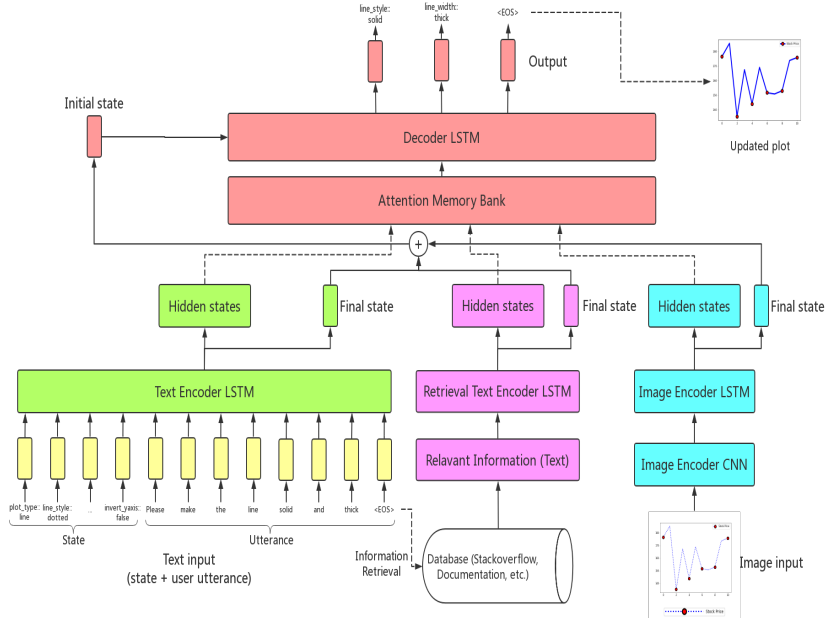 line_style::
solid
line_width::
thick
<EOS>
Output
Initial state
Decoder LSTM
Updated plot
Attention Memory Bank
+
Hidden states
Final state
Hidden states
Final state
Hidden states
Final state
Text Encoder LSTM
Retrieval Text Encoder LSTM
Image Encoder LSTM
Relavant Information (Text)
Image Encoder CNN
plot_type::
line
line_style::
dotted
...
invert_yaxis::
false
Please
make
the
line
solid
and
thick
<EOS>
State
Utterance
Text input
(state + user utterance)
Information
Retrieval
Database (Stackoverflow,
Documentation, etc.)
Image input
Stock Price